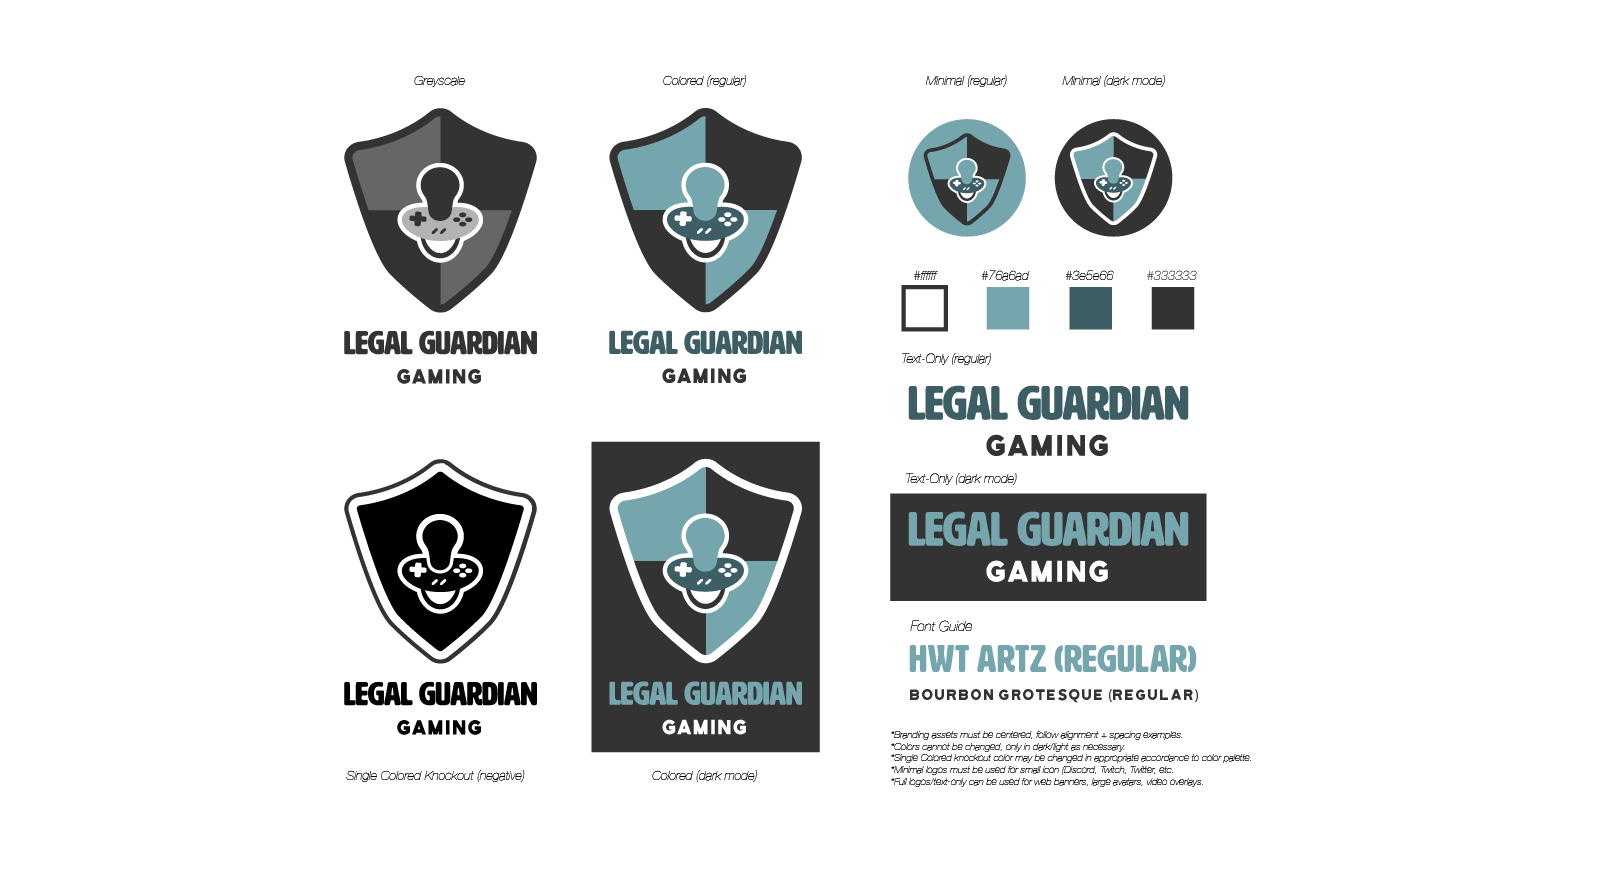 Greyscale
LEGAL GUARDIAN
GAMING
Colored (regular)
LEGAL GUARDIAN
GAMING
LEGAL GUARDIAN
GAMING
Single Colored Knockout (negative)
LEGAL GUARDIAN
GAMING
Colored (dark mode)
Minimal (regular)
Minimal (dark mode)
#ffffff
#76a6ad
#3e5e66
#333333
Text-Only (regular)
LEGAL GUARDIAN
GAMING
Text-Only (dark mode)
LEGAL GUARDIAN
GAMING
Font Guide
HWT ARTZ (REGULAR)
BOURBON GROTESQUE (REGULAR)
*Branding assets must be centered, follow alignment + spacing examples.
*Colors cannot be changed, only in dark/light as necessary.
*Single Colored knockout color may be changed in appropriate accordance to color palette.
*Minimal logos must be used for small icon (Discord, Twitch, Twitter, etc.
*Full logos/text-only can be used for web banners, large avatars, video overlays.